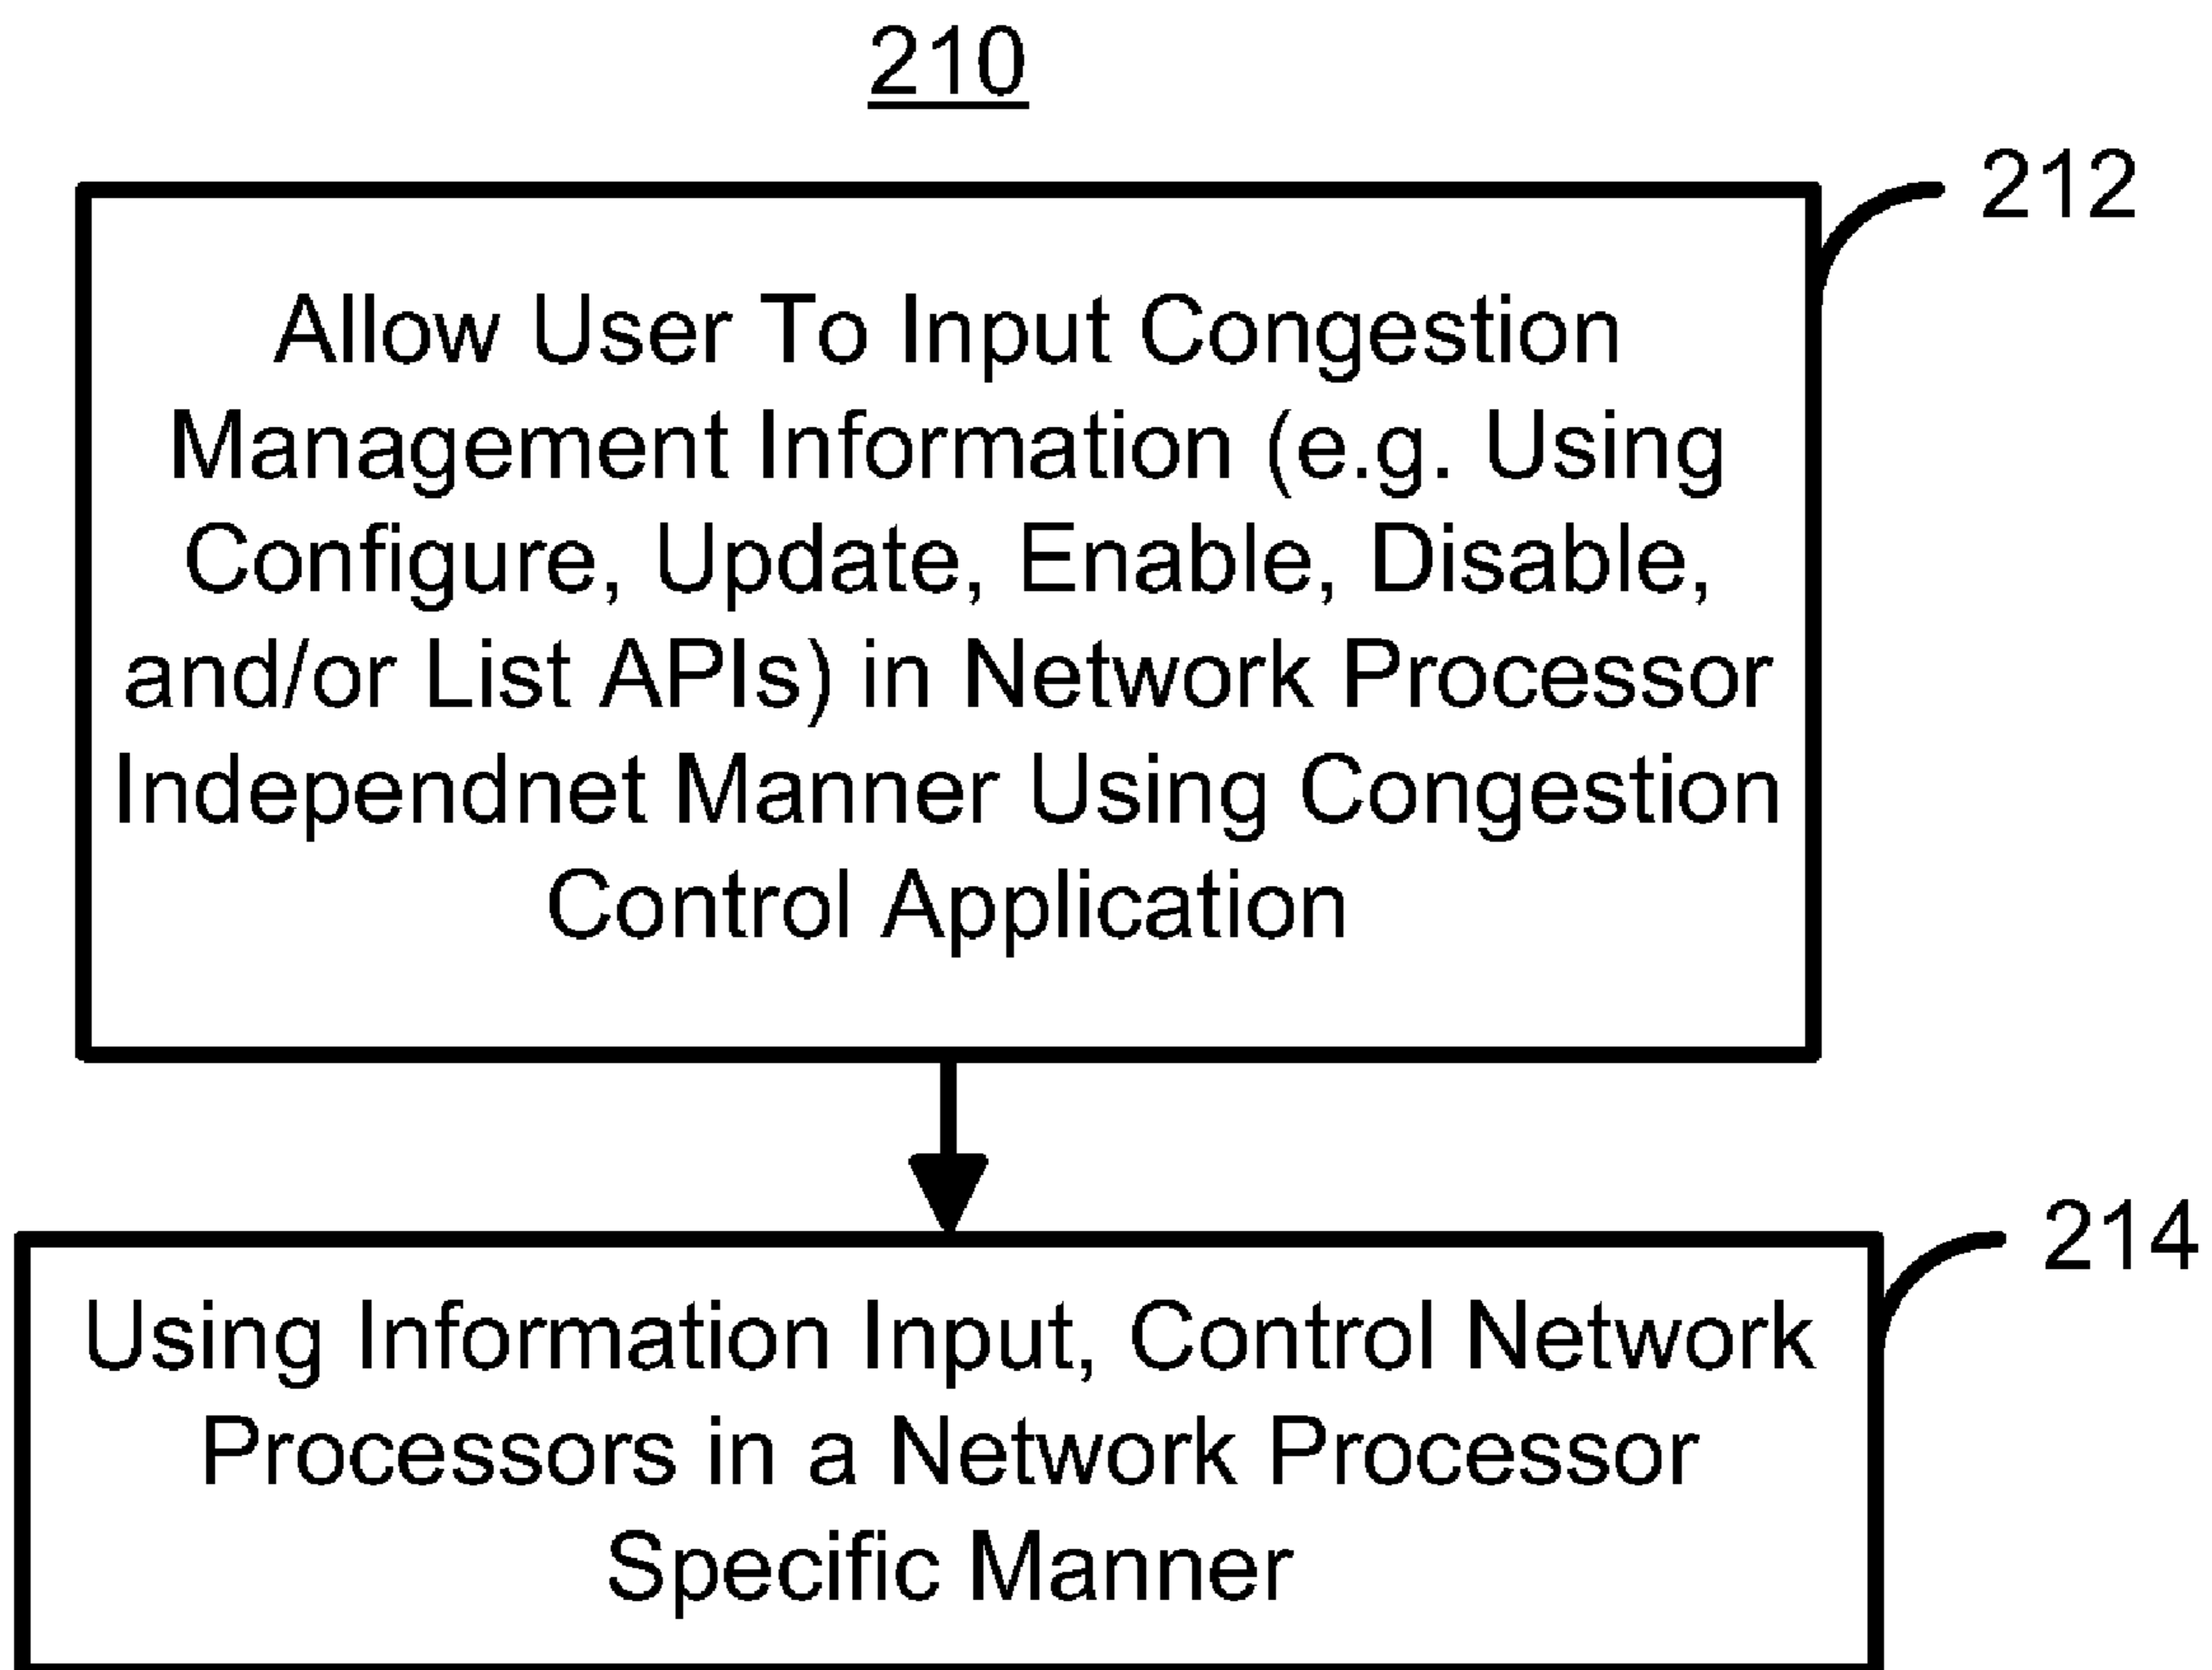 210
212
Allow User To Input Congestion
Management Information (e.g. Using
Configure, Update, Enable, Disable,
and/or List APIs) in Network Processor
Independnet Manner Using Congestion
Control Application
214
Using Information Input, Control Network
Processors in a Network Processor
Specific Manner